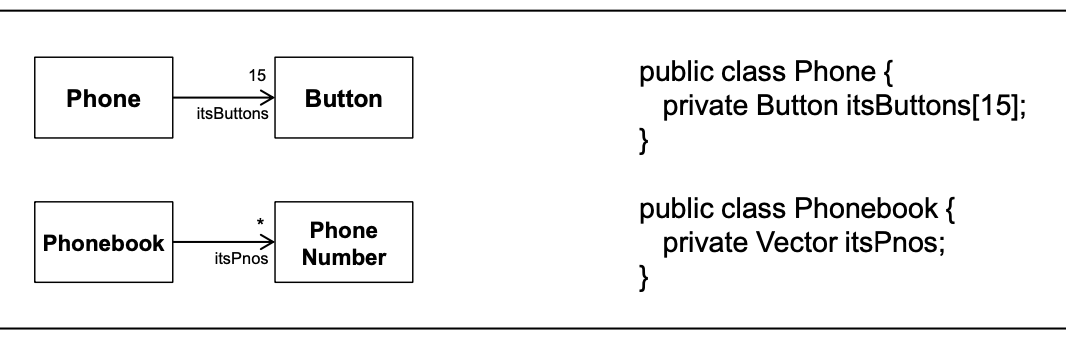 15
Phone
Button
itsButtons
public class Phone {
private Button itsButtons[15];
}
*
Phonebook
Phone
Number
itsPnos
public class Phonebook {
private Vector itsPnos;
}